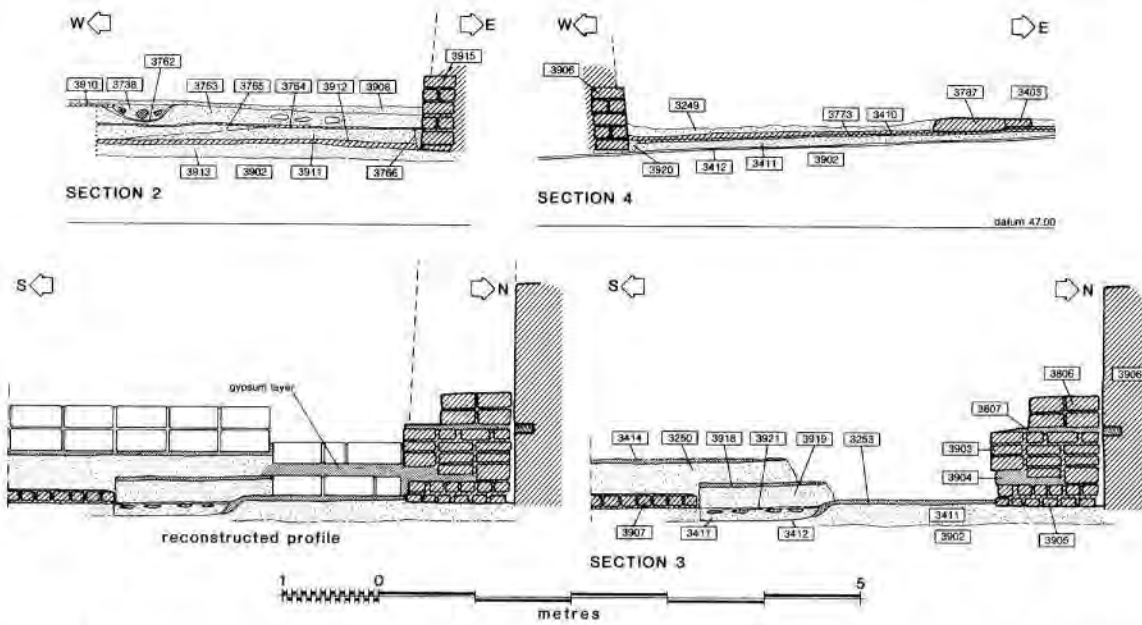 W E
3915
3762
3910 3738 3763 3765 3764 3912 3908
3913 3902 3911 3766
SECTION 2
W E
3906
3249 3773 3410 3787 3403
3920 3412 3411 3902
SECTION 4
datum 47.00
S N
gypsum layer
reconstructed profile
S N
3806
3906
3807
3414 3250 3918 3921 3919 3253
3903
3904
3907 3411 3412
3411
3902
3905
SECTION 3
1 0 5
metres